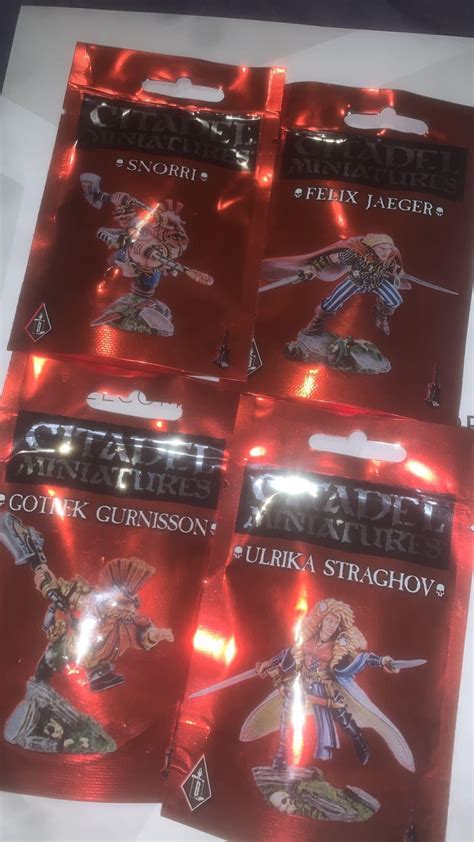 CITADEL
MINIATURES
SNORRI
CITADEL
MINIATURES
FELIX JAEGER
CITADEL
MINIATURES
GOTREK GURNISSON
CITADEL
MINIATURES
ULRIKA STRAGHOV